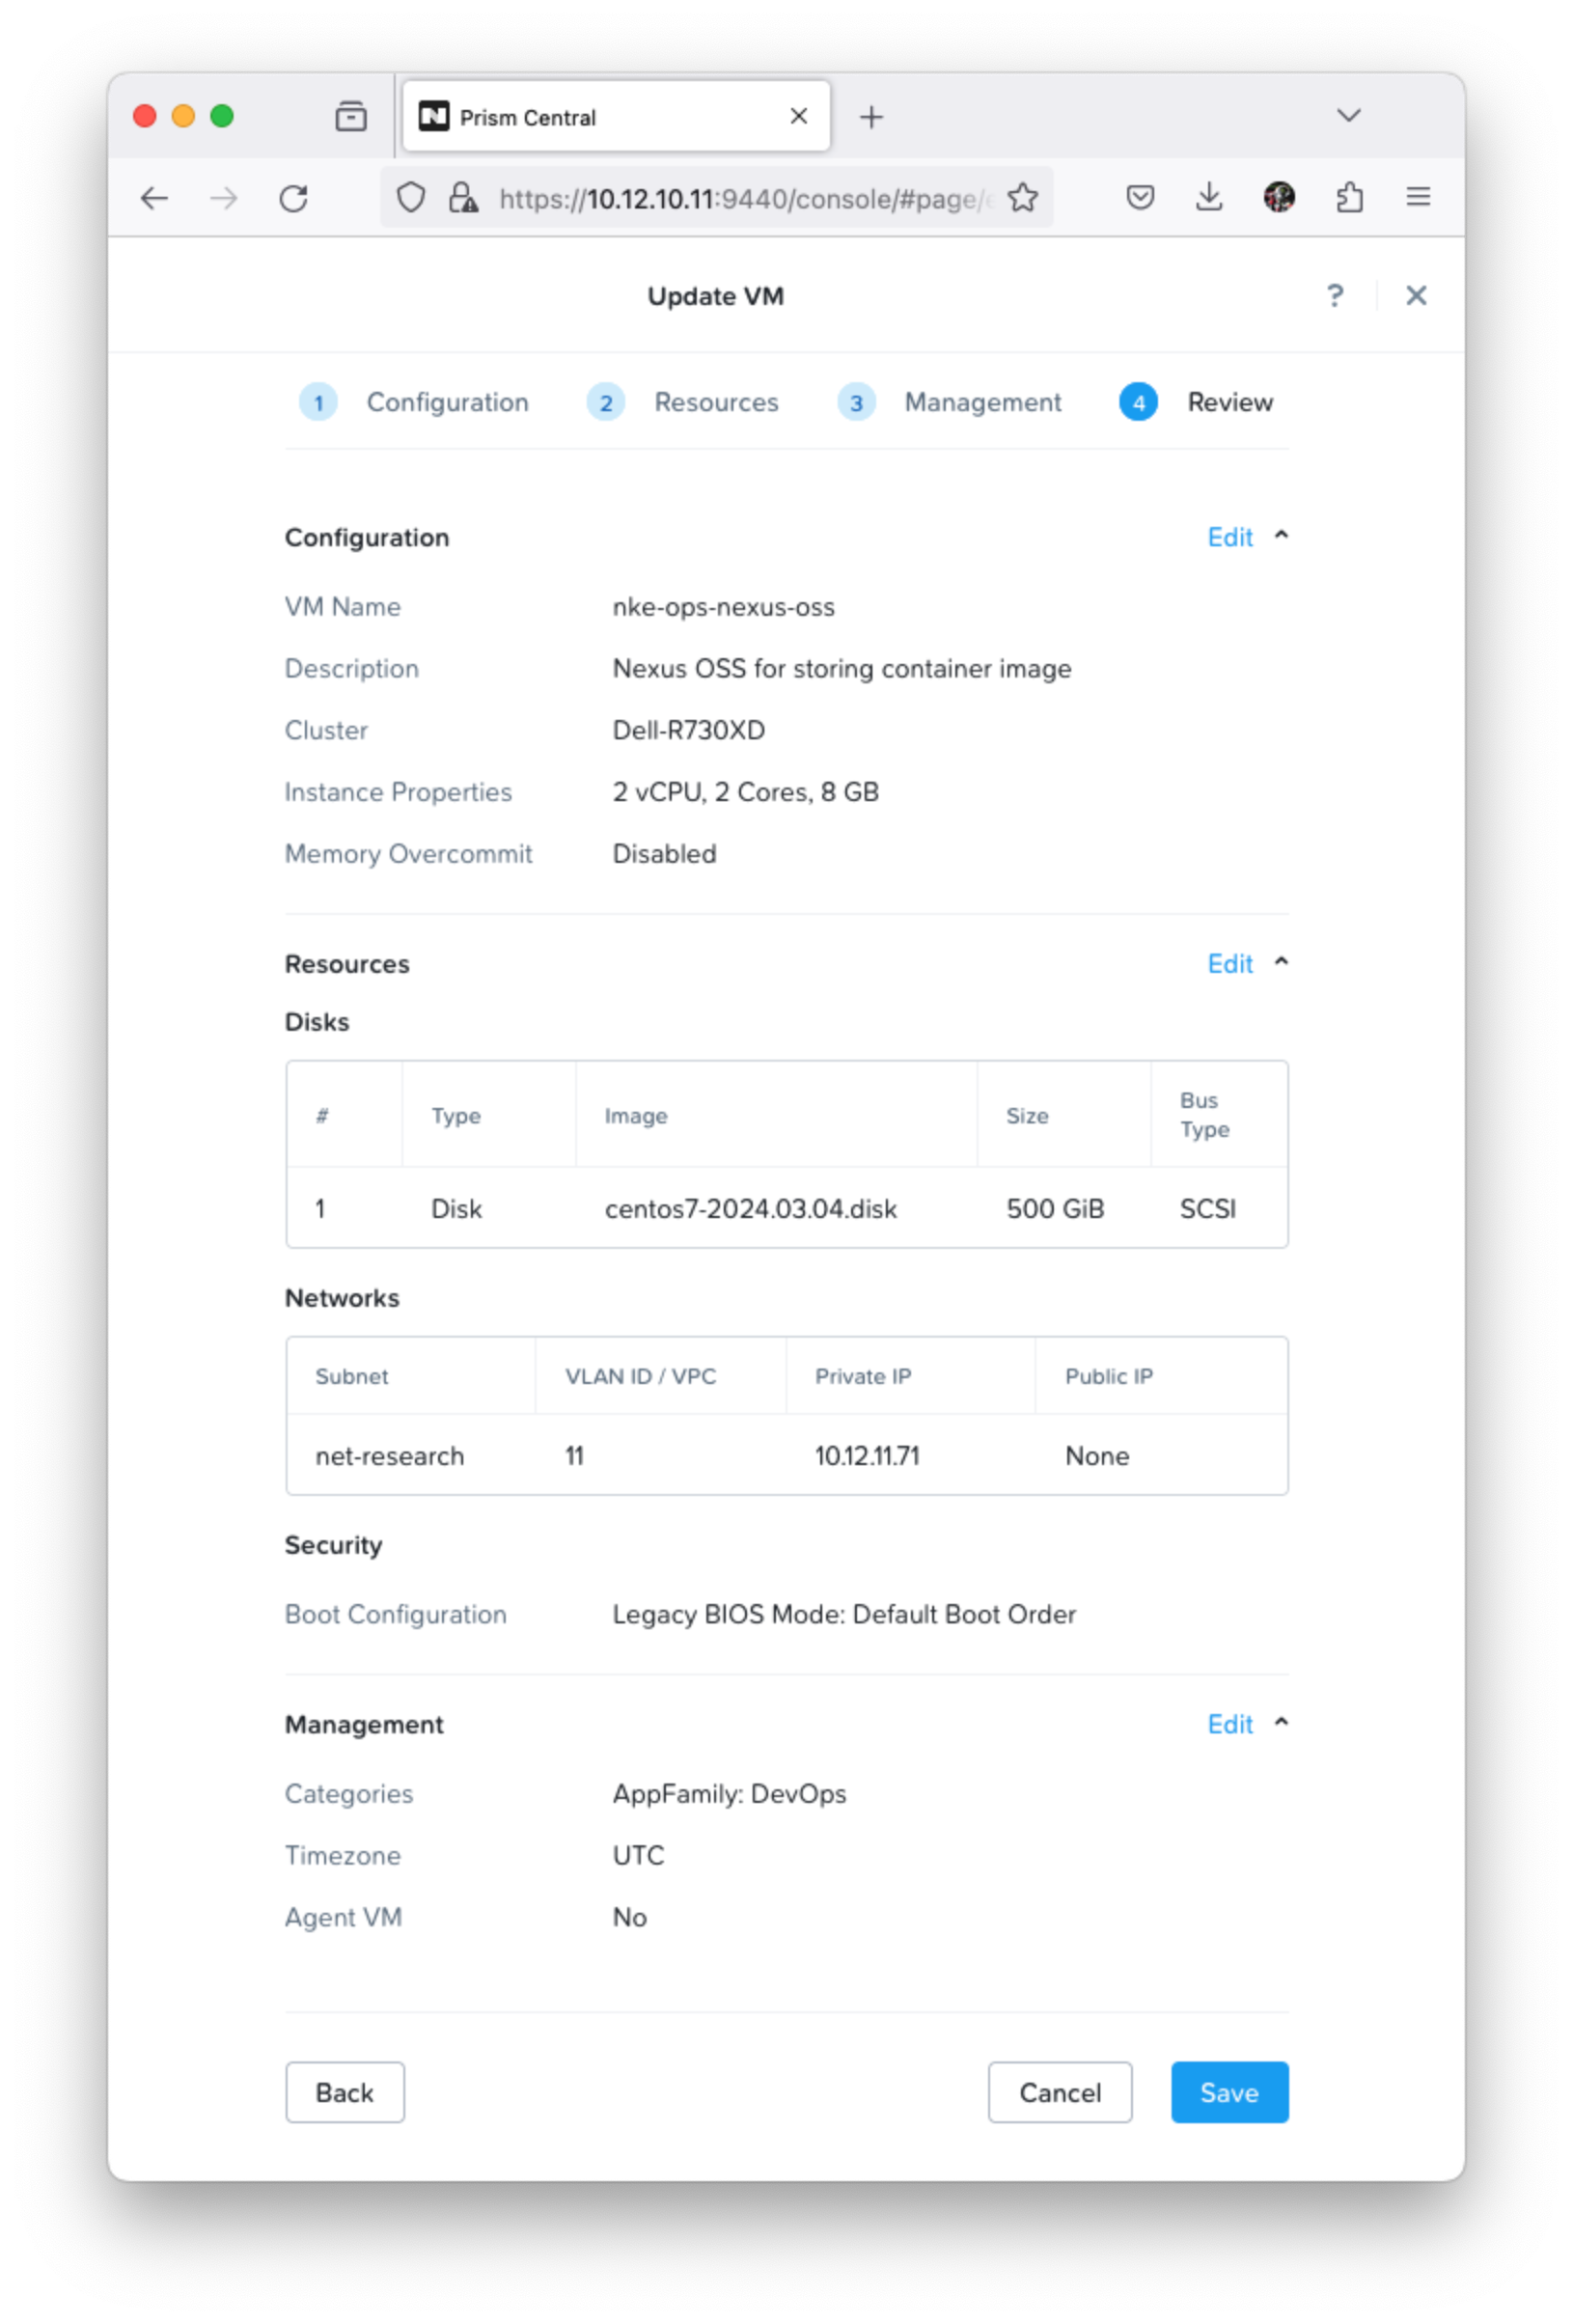 Prism Central
https://10.12.10.11:9440/console/#page/
Update VM
?
1 Configuration 2 Resources 3 Management 4 Review
Configuration Edit
VM Name nke-ops-nexus-oss
Description Nexus OSS for storing container image
Cluster Dell-R730XD
Instance Properties 2 vCPU, 2 Cores, 8 GB
Memory Overcommit Disabled
Resources Edit
Disks
# Type Image Size Bus Type
1 Disk centos7-2024.03.04.disk 500 GiB SCSI
Networks
Subnet VLAN ID / VPC Private IP Public IP
net-research 11 10.12.11.71 None
Security
Boot Configuration Legacy BIOS Mode: Default Boot Order
Management Edit
Categories AppFamily: DevOps
Timezone UTC
Agent VM No
Back Cancel Save